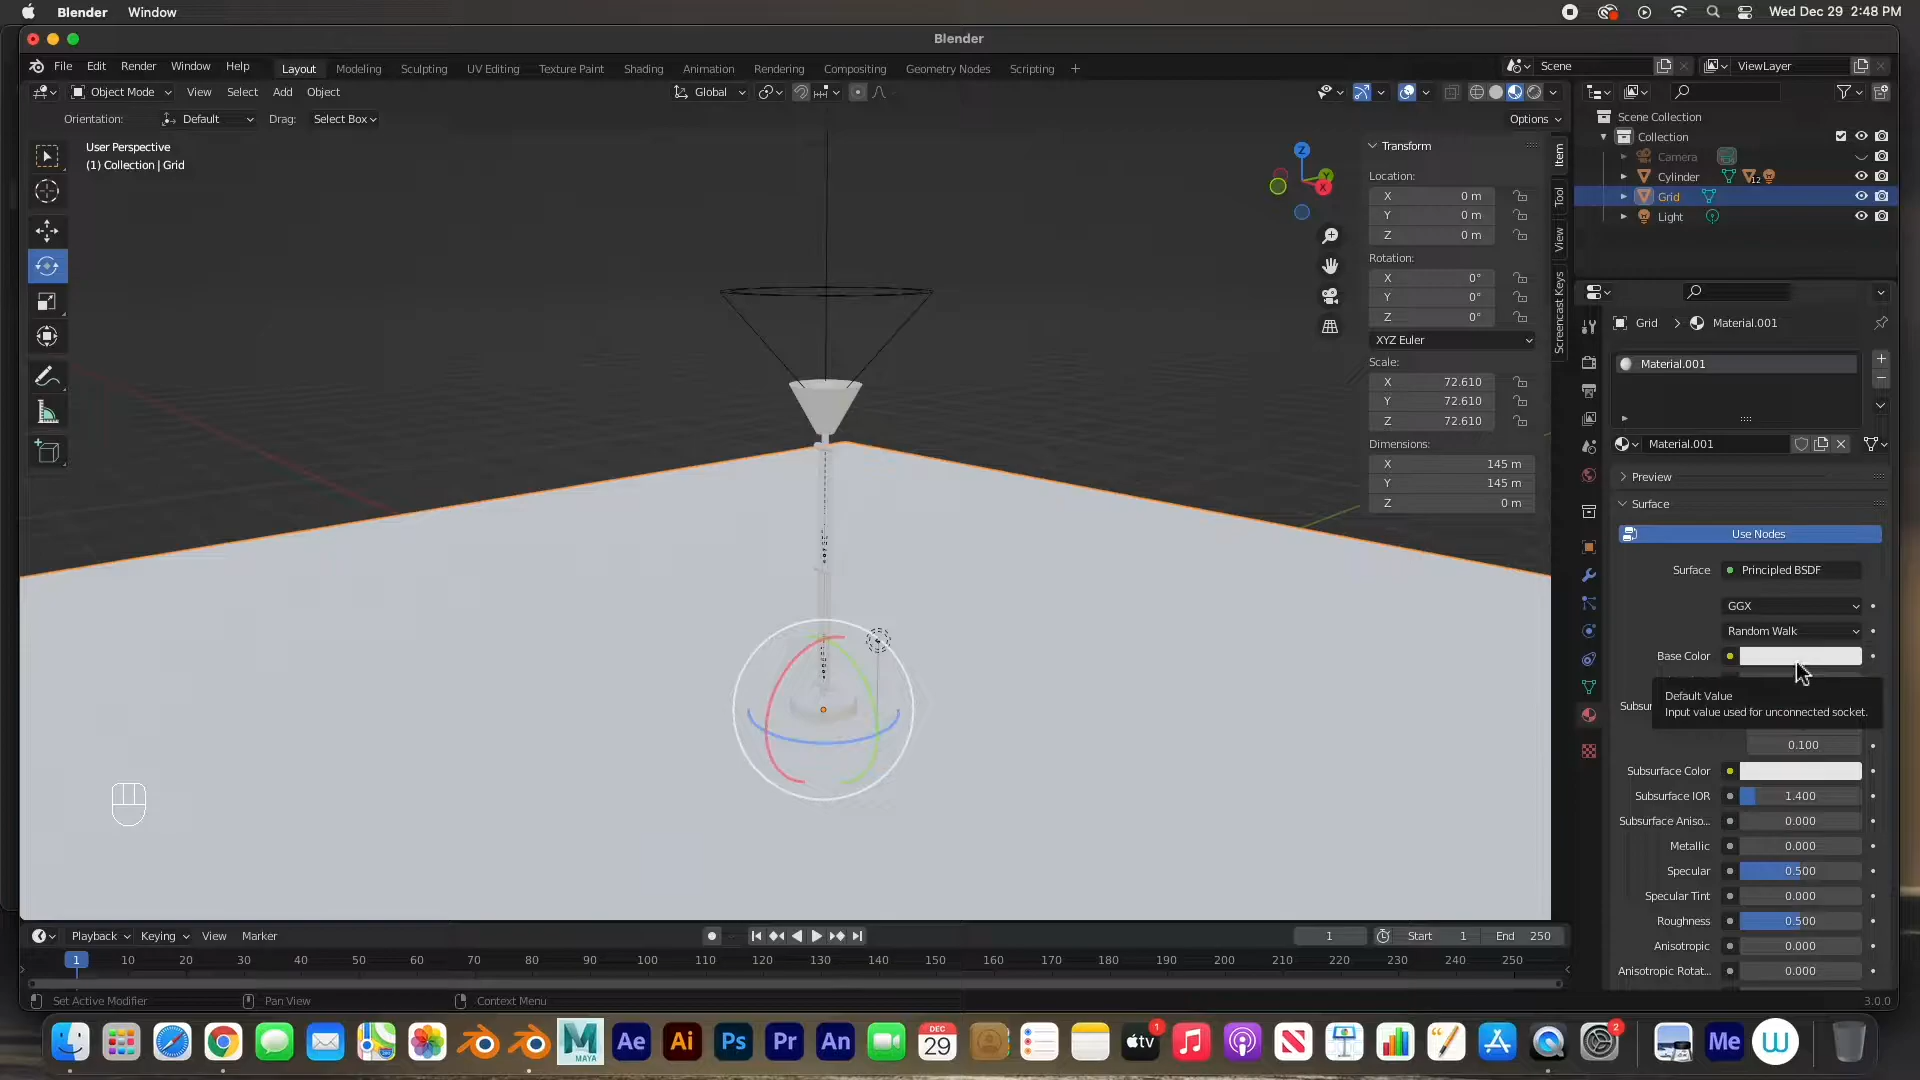 Blender Window
Wed Dec 29 2:48 PM
Blender
File Edit Render Window Help
Layout Modeling Sculpting UV Editing Texture Paint Shading Animation Rendering Compositing Geometry Nodes Scripting +
Scene
ViewLayer
Object Mode View Select Add Object
Global
Orientation: Default Drag: Select Box
Options
User Perspective
(1) Collection | Grid
Z
Y
X
Transform
Location:
X 0 m
Y 0 m
Z 0 m
Rotation:
X 0°
Y 0°
Z 0°
XYZ Euler
Scale:
X 72.610
Y 72.610
Z 72.610
Dimensions:
X 145 m
Y 145 m
Z 0 m
Item
Tool
View
Screencast Keys
Scene Collection
Collection
Camera
Cylinder 12
Grid
Light
Grid > Material.001
Material.001
Material.001
Preview
Surface
Use Nodes
Surface Principled BSDF
GGX
Random Walk
Base Color
Subsur
Default Value
Input value used for unconnected socket.
0.100
Subsurface Color
Subsurface IOR 1.400
Subsurface Aniso... 0.000
Metallic 0.000
Specular 0.500
Specular Tint 0.000
Roughness 0.500
Anisotropic 0.000
Anisotropic Rotat... 0.000
Playback Keying View Marker
1 Start 1 End 250
1 10 20 30 40 50 60 70 80 90 100 110 120 130 140 150 160 170 180 190 200 210 220 230 240 250
Set Active Modifier Pan View Context Menu
3.0.0
M MAYA Ae Ai Ps Pr An DEC 29 tv 1 N 2 Me W